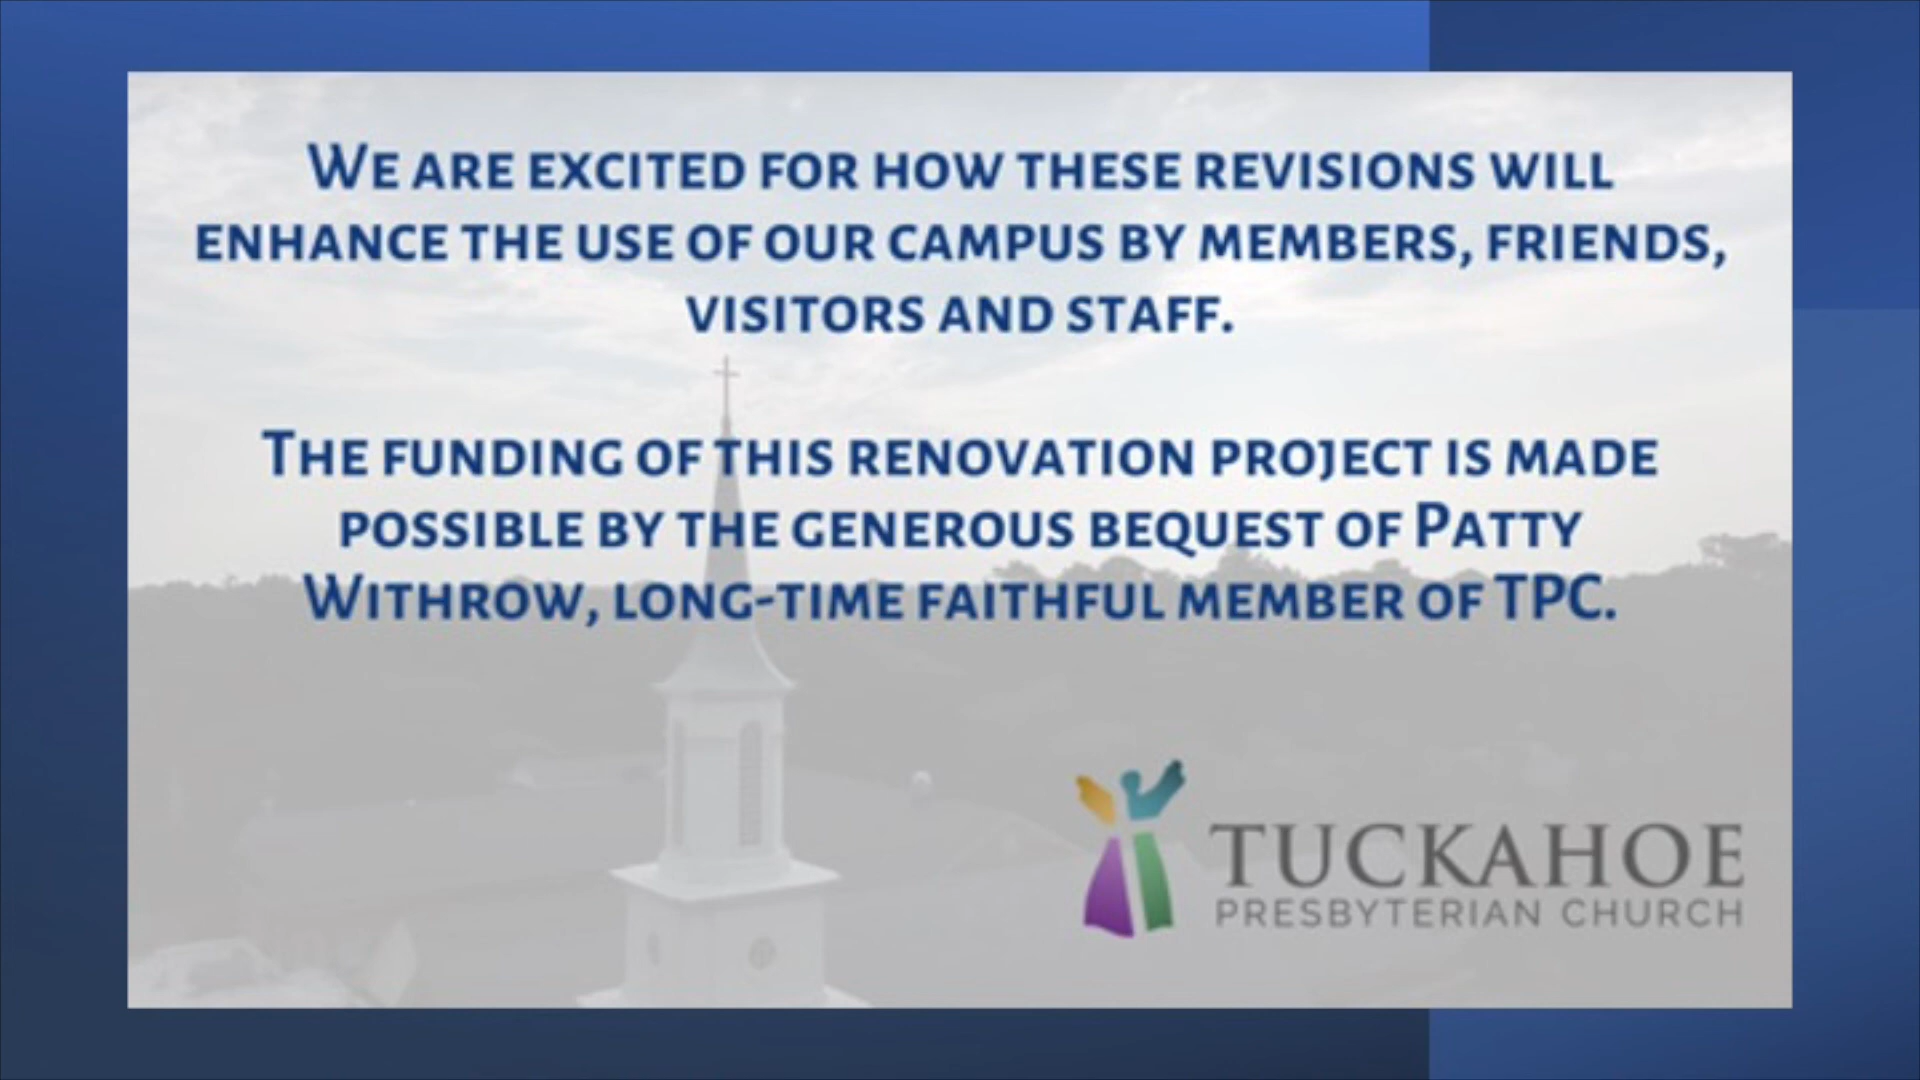 We are excited for how these revisions will
enhance the use of our campus by members, friends,
visitors and staff.
The funding of this renovation project is made
possible by the generous bequest of Patty
Withrow, long-time faithful member of TPC.
TUCKAHOE
PRESBYTERIAN CHURCH